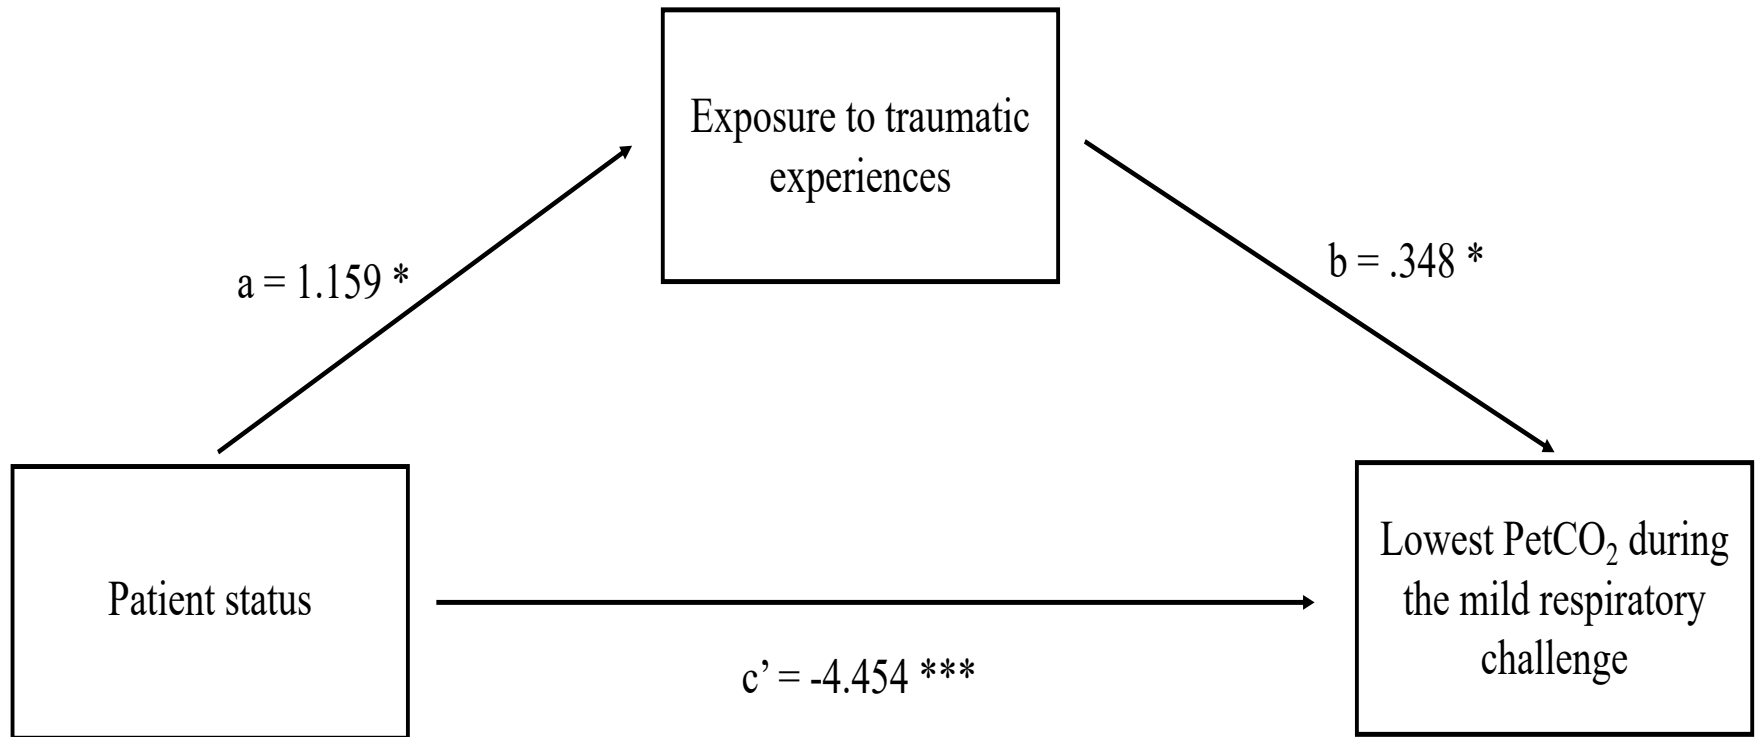 Exposure to traumatic
experiences
a = 1.159 *
b = .348 *
Patient status
c’ = -4.454 ***
Lowest PetCO₂ during
the mild respiratory
challenge